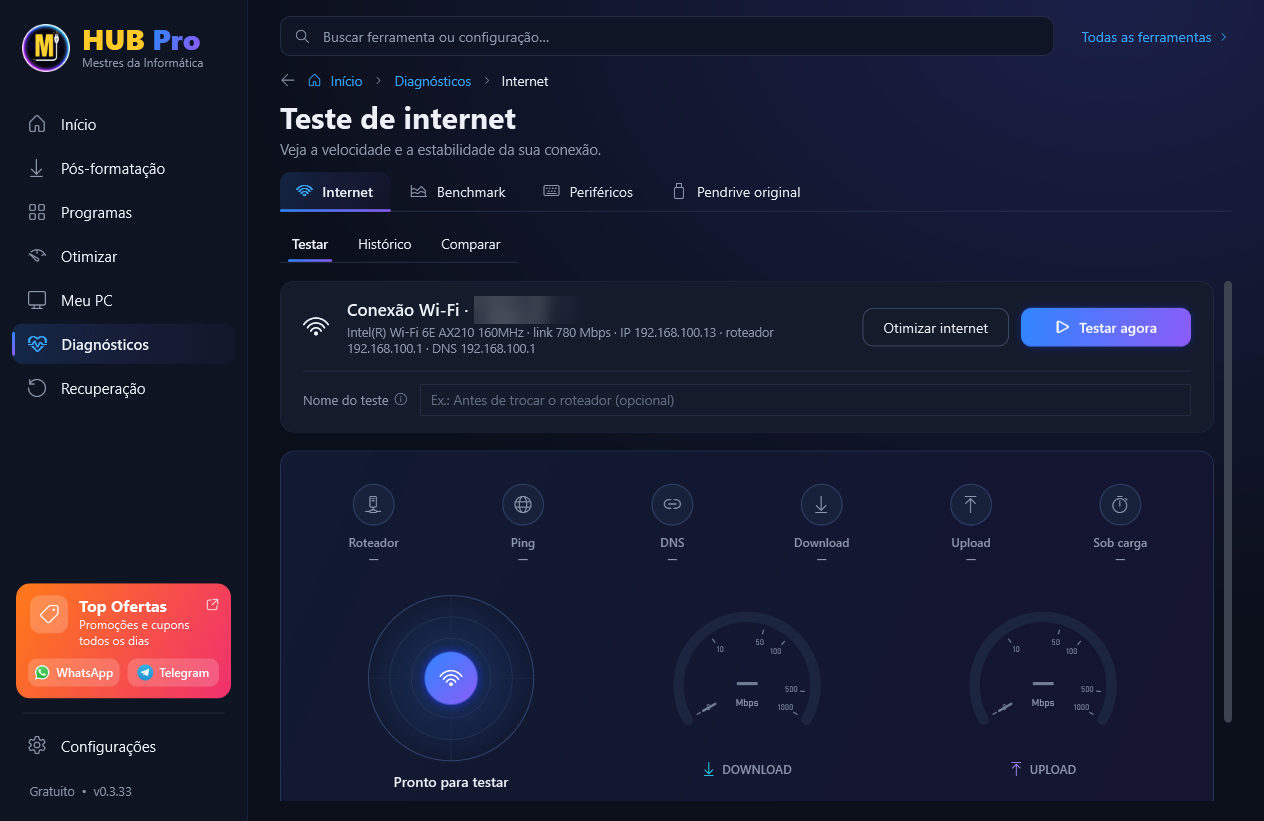 HUB Pro
Mestres da Informática
Buscar ferramenta ou configuração...
Todas as ferramentas
Início
Diagnósticos
Internet
Teste de internet
Veja a velocidade e a estabilidade da sua conexão.
Internet
Benchmark
Periféricos
Pendrive original
Testar
Histórico
Comparar
Início
Pós-formatação
Programas
Otimizar
Meu PC
Diagnósticos
Recuperação
Conexão Wi-Fi ·
Intel(R) Wi-Fi 6E AX210 160MHz · link 780 Mbps · IP 192.168.100.13 · roteador
192.168.100.1 · DNS 192.168.100.1
Otimizar internet
Testar agora
Nome do teste
Ex.: Antes de trocar o roteador (opcional)
Roteador
—
Ping
—
DNS
—
Download
—
Upload
—
Sob carga
—
Pronto para testar
0
10
50
100
500
1000
—
Mbps
DOWNLOAD
0
10
50
100
500
1000
—
Mbps
UPLOAD
Top Ofertas
Promoções e cupons
todos os dias
WhatsApp
Telegram
Configurações
Gratuito • v0.3.33